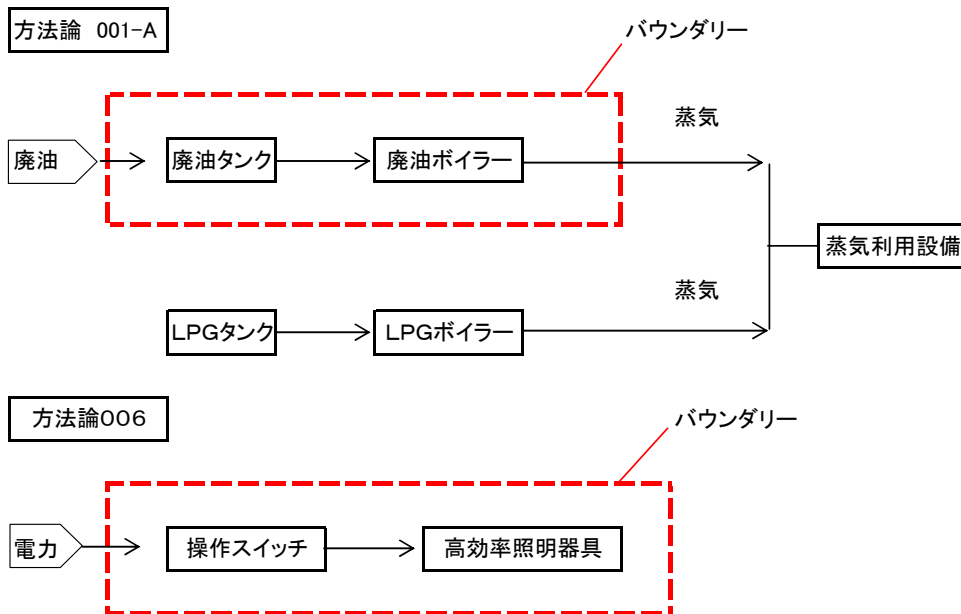 方法論 001-A
バウンダリー
蒸気
廃油
廃油タンク
廃油ボイラー
蒸気利用設備
蒸気
LPGタンク
LPGボイラー
方法論006
バウンダリー
電力
操作スイッチ
高効率照明器具